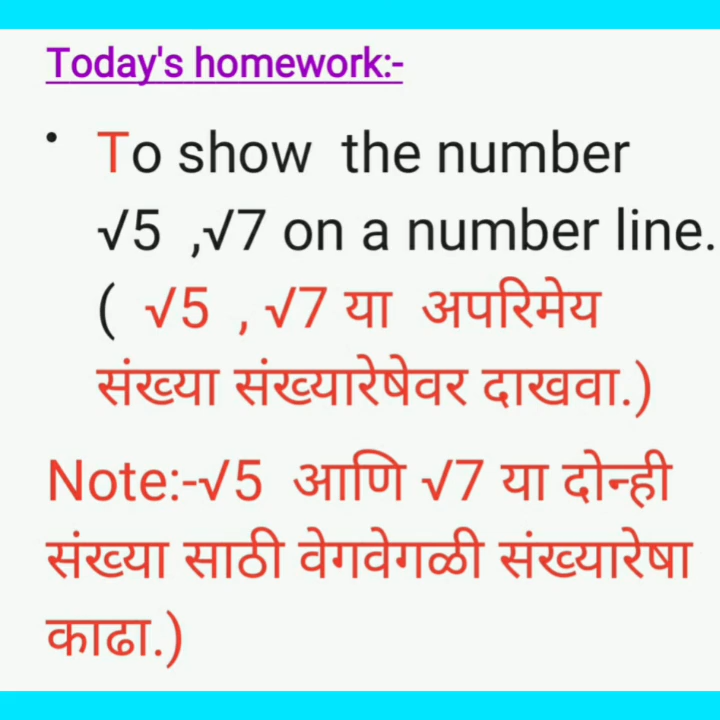 Today's homework:-
• To show the number
√5 ,√7 on a number line.
( √5 , √7 या अपरिमेय
संख्या संख्यारेषेवर दाखवा.)
Note:-√5 आणि √7 या दोन्ही
संख्या साठी वेगवेगळी संख्यारेषा
काढा.)